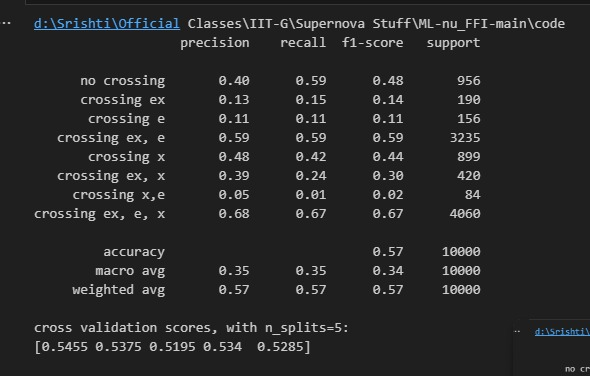 d:\Srishti\Official Classes\IIT-G\Supernova Stuff\ML-nu_FFI-main\code
precision recall f1-score support
no crossing 0.40 0.59 0.48 956
crossing ex 0.13 0.15 0.14 190
crossing e 0.11 0.11 0.11 156
crossing ex, e 0.59 0.59 0.59 3235
crossing x 0.48 0.42 0.44 899
crossing ex, x 0.39 0.24 0.30 420
crossing x,e 0.05 0.01 0.02 84
crossing ex, e, x 0.68 0.67 0.67 4060
accuracy 0.57 10000
macro avg 0.35 0.35 0.34 10000
weighted avg 0.57 0.57 0.57 10000
cross validation scores, with n_splits=5:
[0.5455 0.5375 0.5195 0.534 0.5285]
d:\Srishti\
no cr